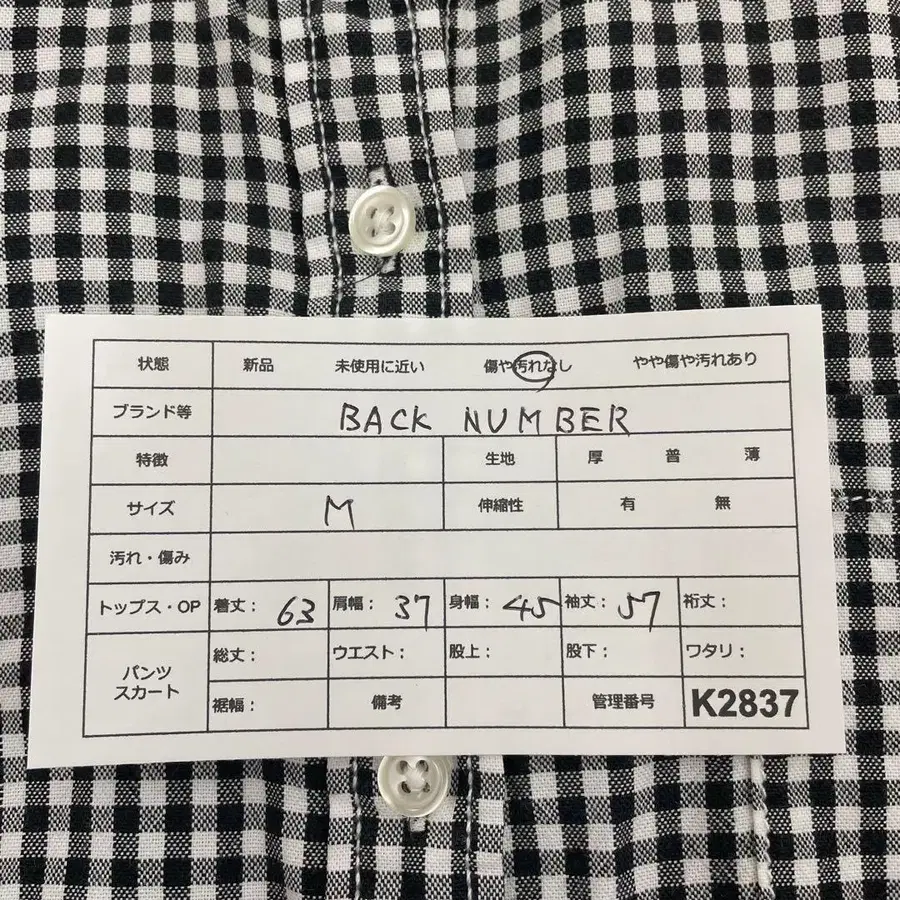 状態 新品 未使用に近い 傷や汚れなし やや傷や汚れあり
ブランド等 BACK NUMBER
特徴 生地 厚 普 薄
サイズ M 伸縮性 有 無
汚れ・傷み
トップス・OP 着丈: 63 肩幅: 37 身幅: 45 袖丈: 57 裄丈:
パンツ
スカート
総丈: ウエスト: 股上: 股下: ワタリ:
裾幅: 備考 管理番号 K2837